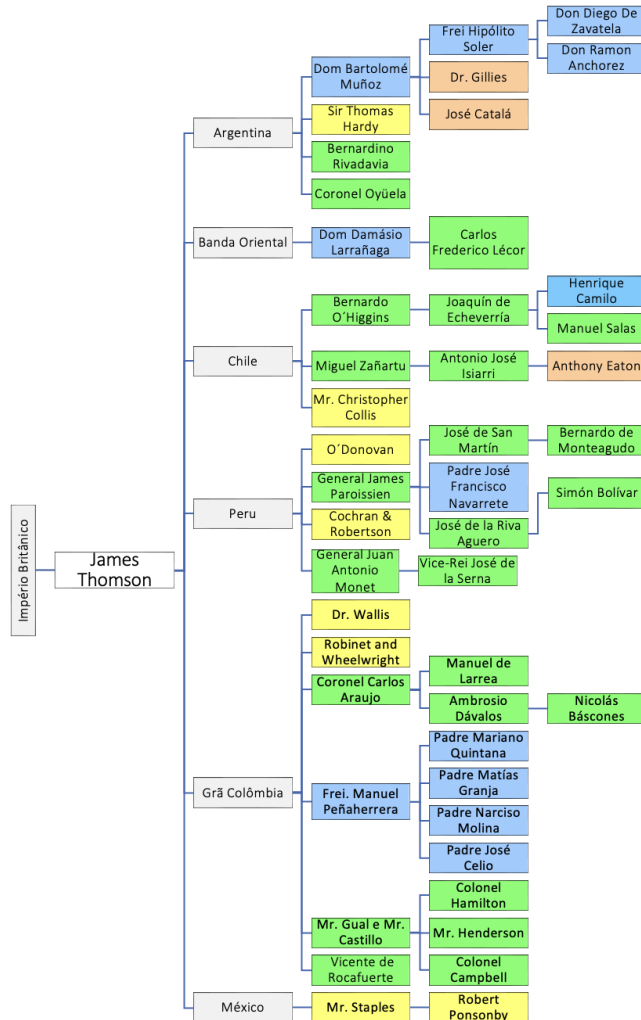 Don Diego De
Zavatela
Frei Hipólito
Soler
Don Ramon
Anchorez
Dom Bartolomé
Muñoz
Dr. Gillies
Sir Thomas
Hardy
José Catalá
Argentina
Bernardino
Rivadavia
Coronel Oyüela
Banda Oriental
Dom Damásio
Larrañaga
Carlos
Frederico Lécor
Henrique
Camilo
Bernardo
O´Higgins
Joaquín de
Echeverría
Manuel Salas
Chile
Miguel Zañartu
Antonio José
Isiarri
Anthony Eaton
Mr. Christopher
Collis
O´Donovan
José de San
Martín
Bernardo de
Monteagudo
General James
Paroissien
Padre José
Francisco
Navarrete
Simón Bolívar
Peru
Cochran &
Robertson
José de la Riva
Aguero
General Juan
Antonio
Monet
Vice-Rei José de
la Serna
Império Britânico
James
Thomson
Dr. Wallis
Robinet and
Wheelwright
Coronel Carlos
Araujo
Manuel de
Larrea
Ambrosio
Dávalos
Nicolás
Báscones
Grã Colômbia
Frei. Manuel
Peñaherrera
Padre Mariano
Quintana
Padre Matías
Granja
Padre Narciso
Molina
Padre José
Celio
Mr. Gual e Mr.
Castillo
Colonel
Hamilton
Mr. Henderson
Colonel
Campbell
Vicente de
Rocafuerte
México
Mr. Staples
Robert
Ponsonby